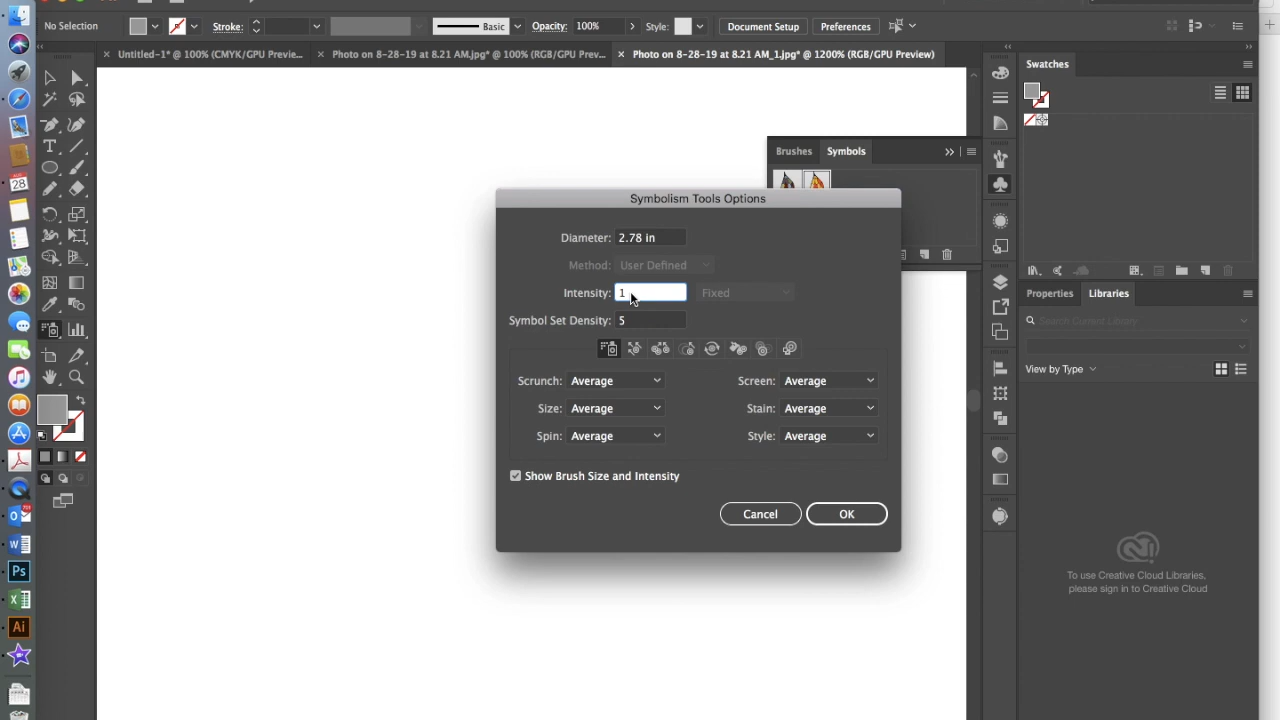 No Selection
Stroke:
Basic
Opacity: 100%
Style:
Document Setup
Preferences
× Untitled-1* @ 100% (CMYK/GPU Previe...
× Photo on 8-28-19 at 8.21 AM.jpg* @ 100% (RGB/GPU Prev...
× Photo on 8-28-19 at 8.21 AM_1.jpg* @ 1200% (RGB/GPU Preview)
Swatches
Brushes
Symbols
Symbolism Tools Options
Diameter: 2.78 in
Method: User Defined
Intensity: 1
Fixed
Symbol Set Density: 5
Scrunch: Average
Screen: Average
Size: Average
Stain: Average
Spin: Average
Style: Average
Show Brush Size and Intensity
Cancel
OK
Properties
Libraries
Search Current Library
View by Type
To use Creative Cloud Libraries,
please sign in to Creative Cloud
28
T
Ps
Ai